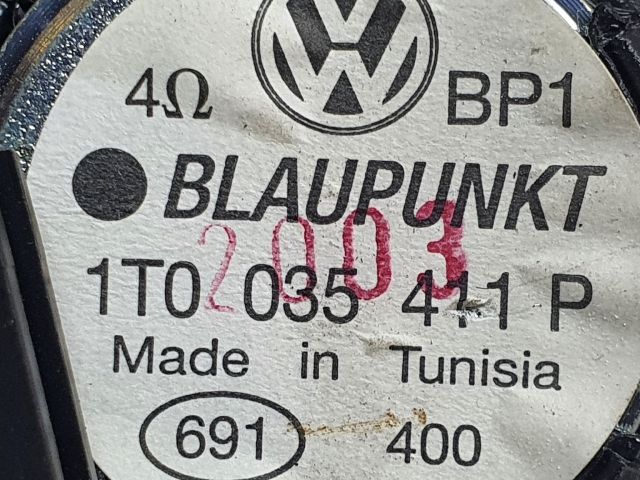 4Ω BP1
BLAUPUNKT
2003
1T0 035 411 P
Made in Tunisia
691 400